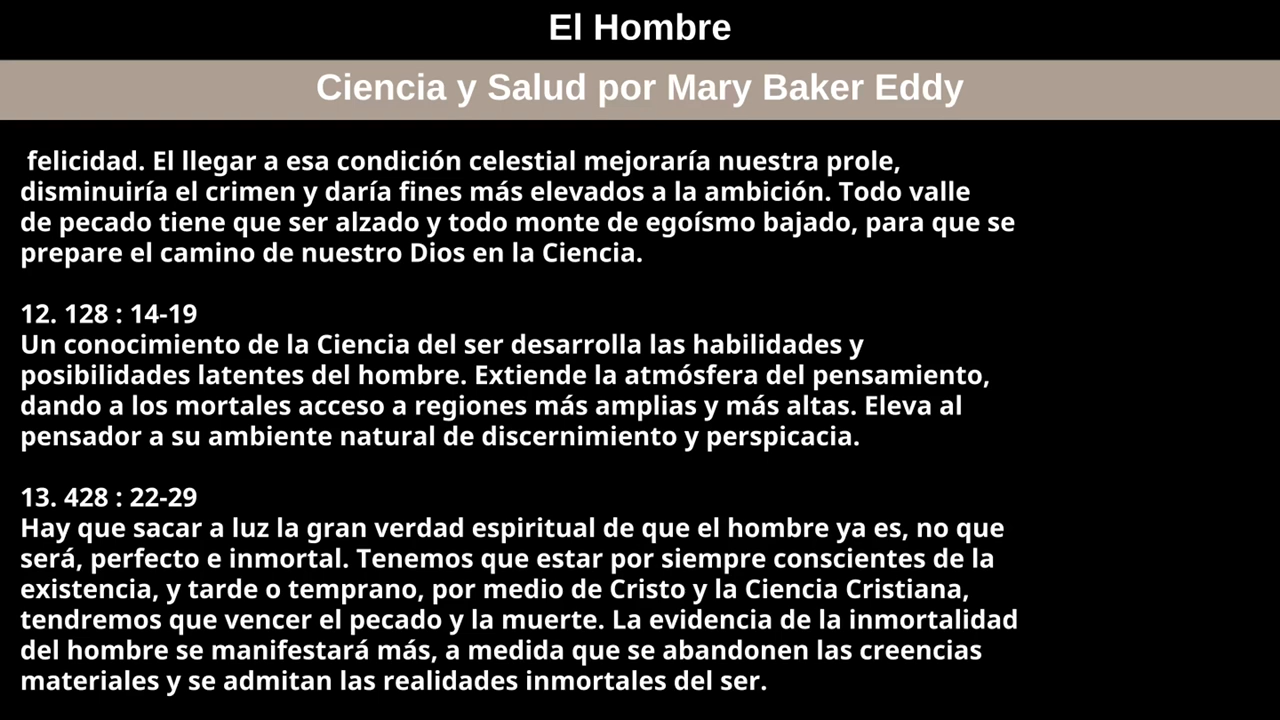 El Hombre
Ciencia y Salud por Mary Baker Eddy
felicidad. El llegar a esa condición celestial mejoraría nuestra prole,
disminuiría el crimen y daría fines más elevados a la ambición. Todo valle
de pecado tiene que ser alzado y todo monte de egoísmo bajado, para que se
prepare el camino de nuestro Dios en la Ciencia.
12. 128 : 14-19
Un conocimiento de la Ciencia del ser desarrolla las habilidades y
posibilidades latentes del hombre. Extiende la atmósfera del pensamiento,
dando a los mortales acceso a regiones más amplias y más altas. Eleva al
pensador a su ambiente natural de discernimiento y perspicacia.
13. 428 : 22-29
Hay que sacar a luz la gran verdad espiritual de que el hombre ya es, no que
será, perfecto e inmortal. Tenemos que estar por siempre conscientes de la
existencia, y tarde o temprano, por medio de Cristo y la Ciencia Cristiana,
tendremos que vencer el pecado y la muerte. La evidencia de la inmortalidad
del hombre se manifestará más, a medida que se abandonen las creencias
materiales y se admitan las realidades inmortales del ser.